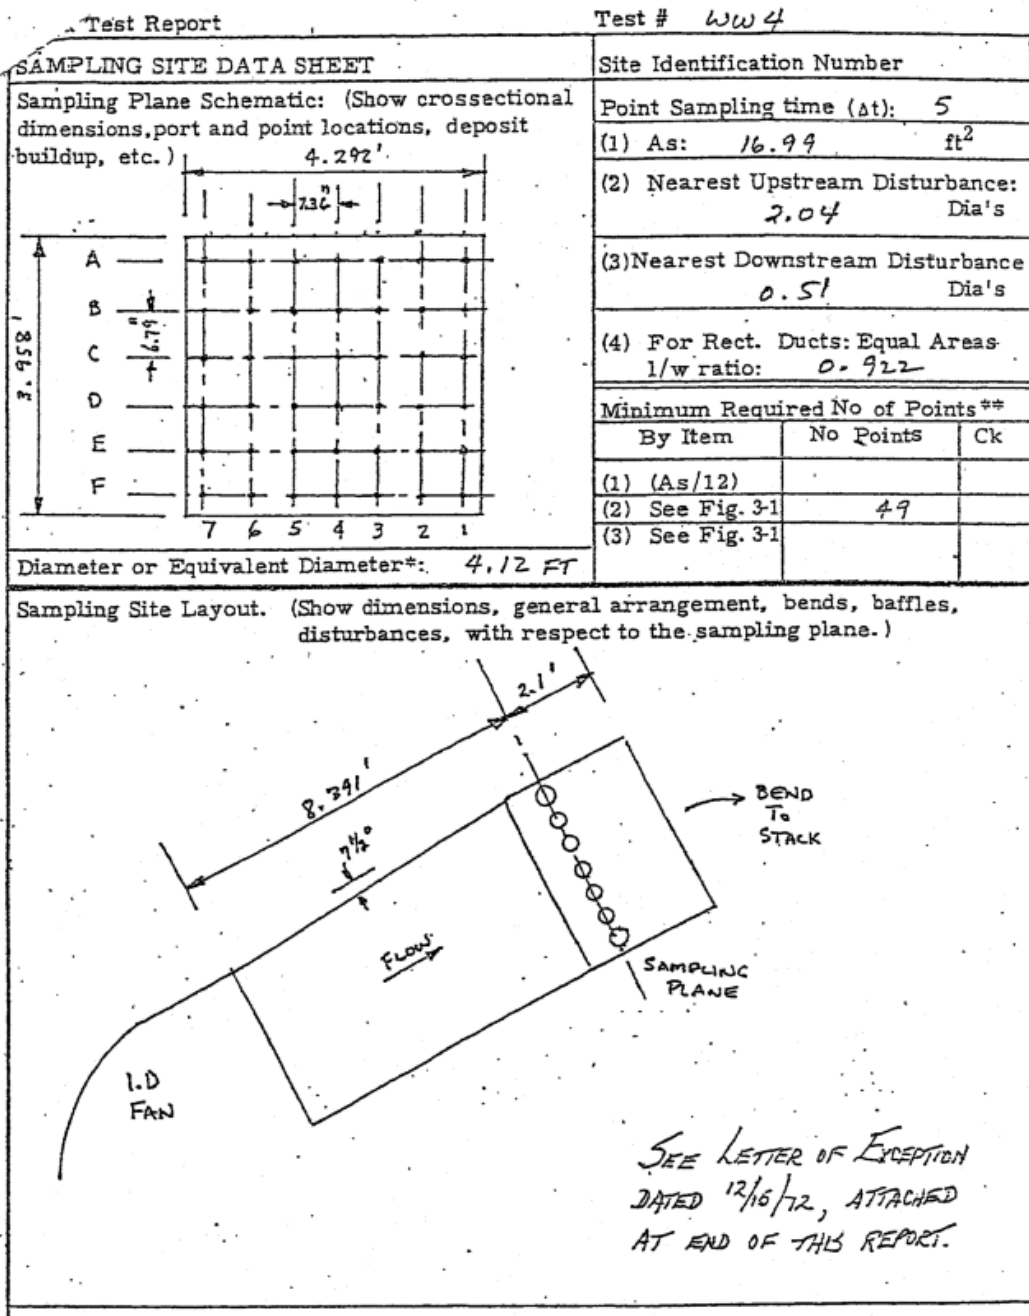 Test Report
Test # WW4
SAMPLING SITE DATA SHEET
Site Identification Number
Sampling Plane Schematic: (Show crossectional
dimensions, port and point locations, deposit
buildup, etc.)
4.292'
7.36"
A
B
C
D
E
F
6.79"
3.958'
7 6 5 4 3 2 1
Diameter or Equivalent Diameter*: 4.12 FT
Point Sampling time (Δt): 5
(1) As: 16.99 ft2
(2) Nearest Upstream Disturbance:
2.04 Dia's
(3)Nearest Downstream Disturbance
0.51 Dia's
(4) For Rect. Ducts: Equal Areas
l/w ratio: 0.922
Minimum Required No of Points**
By Item No Points Ck
(1) (As/12)
(2) See Fig. 3-1 49
(3) See Fig. 3-1
Sampling Site Layout. (Show dimensions, general arrangement, bends, baffles,
disturbances, with respect to the sampling plane.)
2.1'
8.391'
7 1/2°
FLOW
BEND
TO
STACK
SAMPLING
PLANE
I.D
FAN
SEE LETTER OF EXCEPTION
DATED 12/15/72, ATTACHED
AT END OF THIS REPORT.